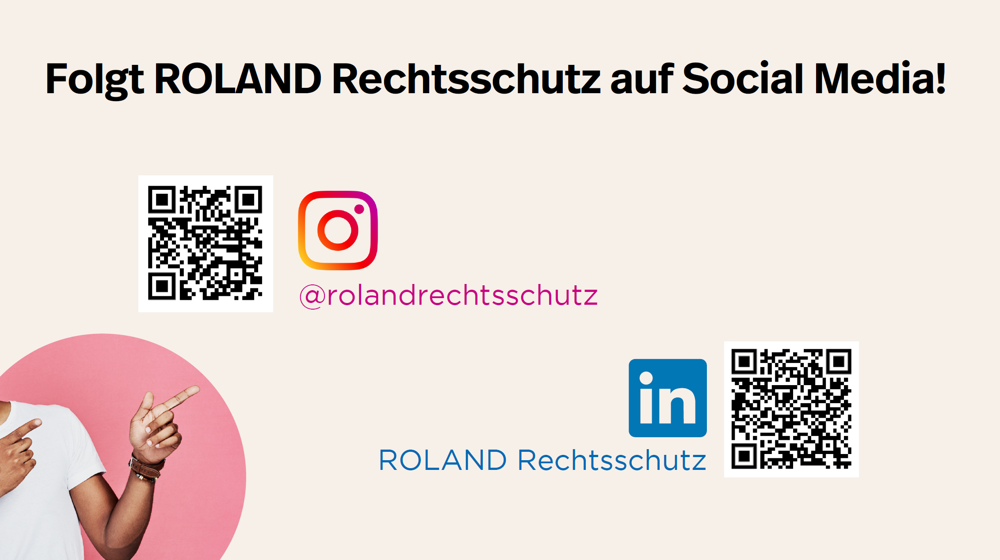 Folgt ROLAND Rechtsschutz auf Social Media!
@rolandrechtsschutz
in
ROLAND Rechtsschutz